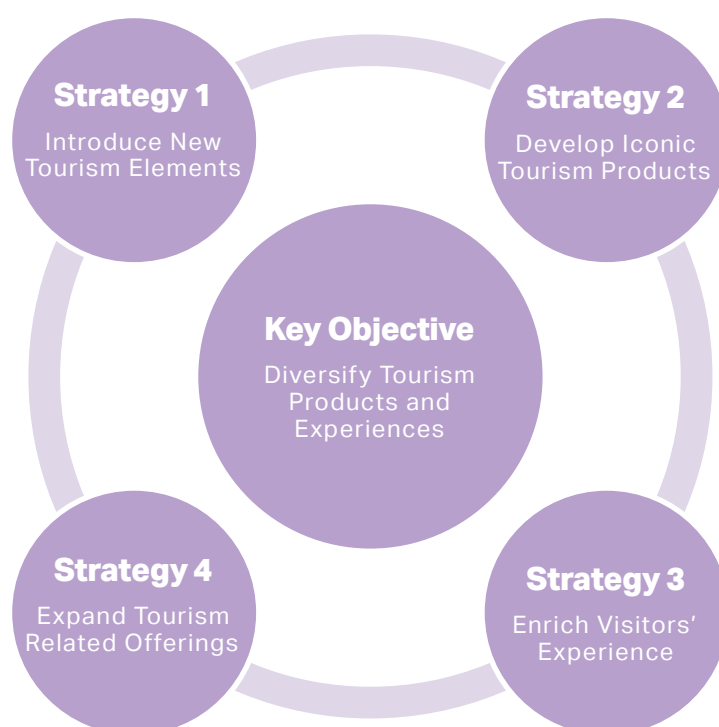 Strategy 1
Introduce New
Tourism Elements
Strategy 2
Develop Iconic
Tourism Products
Key Objective
Diversify Tourism
Products and
Experiences
Strategy 4
Expand Tourism
Related Offerings
Strategy 3
Enrich Visitors’
Experience